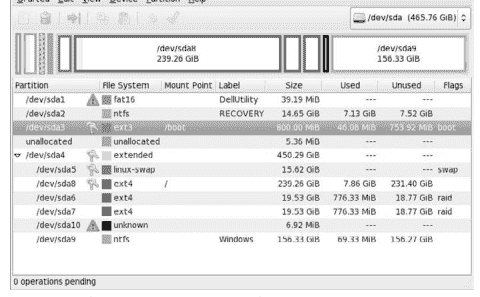 GParted Edit View Device Partition Help
/dev/sda (465.76 GiB)
/dev/sda8 /dev/sda9
239.26 GiB 156.33 GiB
Partition File System Mount Point Label Size Used Unused Flags
/dev/sda1 fat16 DellUtility 39.19 MiB --- ---
/dev/sda2 ntfs RECOVERY 14.65 GiB 7.13 GiB 7.52 GiB
/dev/sda3 ext3 /boot 800.00 MiB 46.08 MiB 753.92 MiB boot
unallocated unallocated 5.36 MiB --- ---
/dev/sda4 extended 450.29 GiB --- ---
/dev/sda5 linux-swap 15.62 GiB --- --- swap
/dev/sda8 ext4 / 239.26 GiB 7.86 GiB 231.40 GiB
/dev/sda6 ext4 19.53 GiB 776.33 MiB 18.77 GiB raid
/dev/sda7 ext4 19.53 GiB 776.33 MiB 18.77 GiB raid
/dev/sda10 unknown 6.92 MiB --- ---
/dev/sda9 ntfs Windows 156.33 GiB 69.33 MiB 156.27 GiB
0 operations pending